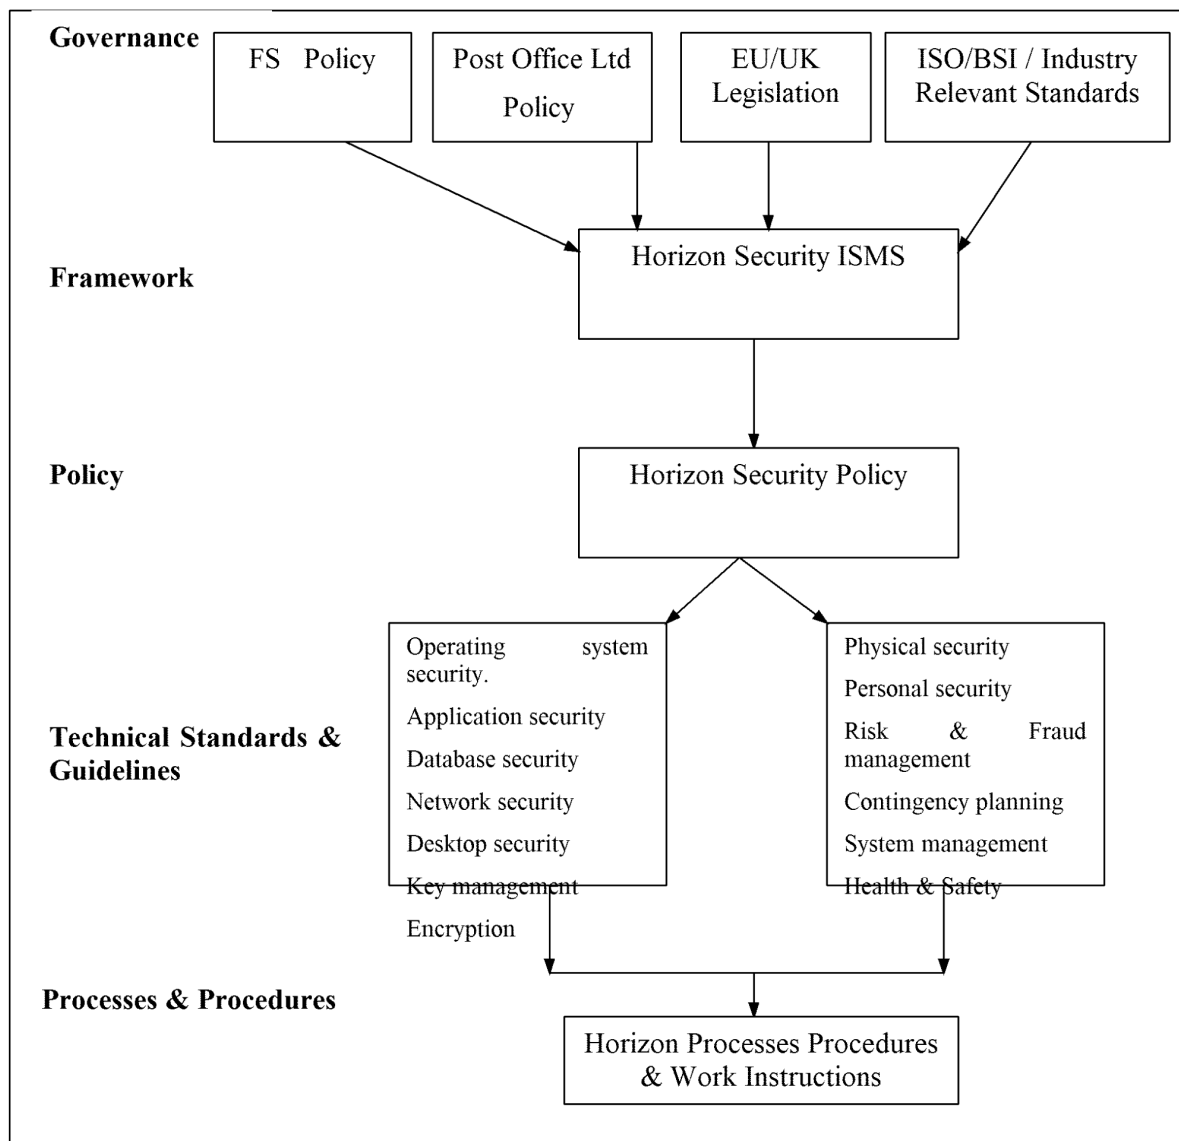 Governance
FS Policy
Post Office Ltd
Policy
EU/UK
Legislation
ISO/BSI / Industry
Relevant Standards
Framework
Horizon Security ISMS
Policy
Horizon Security Policy
Technical Standards &
Guidelines
Operating system
security.
Application security
Database security
Network security
Desktop security
Key management
Encryption
Physical security
Personal security
Risk & Fraud
management
Contingency planning
System management
Health & Safety
Processes & Procedures
Horizon Processes Procedures
& Work Instructions